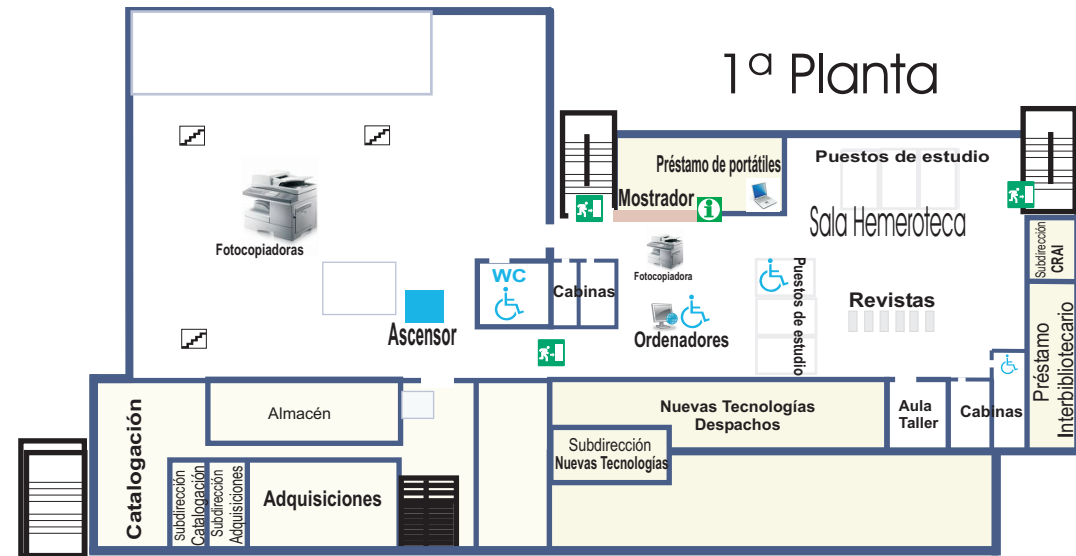 1ª Planta
Préstamo de portátiles
Puestos de estudio
Mostrador
i
Sala Hemeroteca
Fotocopiadoras
Fotocopiadora
WC
Cabinas
Puestos de estudio
Revistas
Subdirección
CRAI
Ascensor
Ordenadores
Préstamo
Interbibliotecario
Almacén
Nuevas Tecnologías
Despachos
Aula
Taller
Cabinas
Catalogación
Subdirección
Nuevas Tecnologías
subdirección
Catalogación
Subdirección
Adquisiciones
Adquisiciones